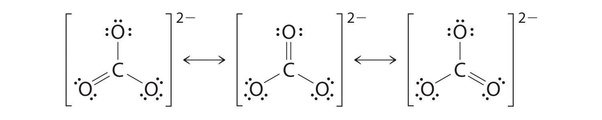 2− 2− 2−
O O O
C C C
O O O O O O